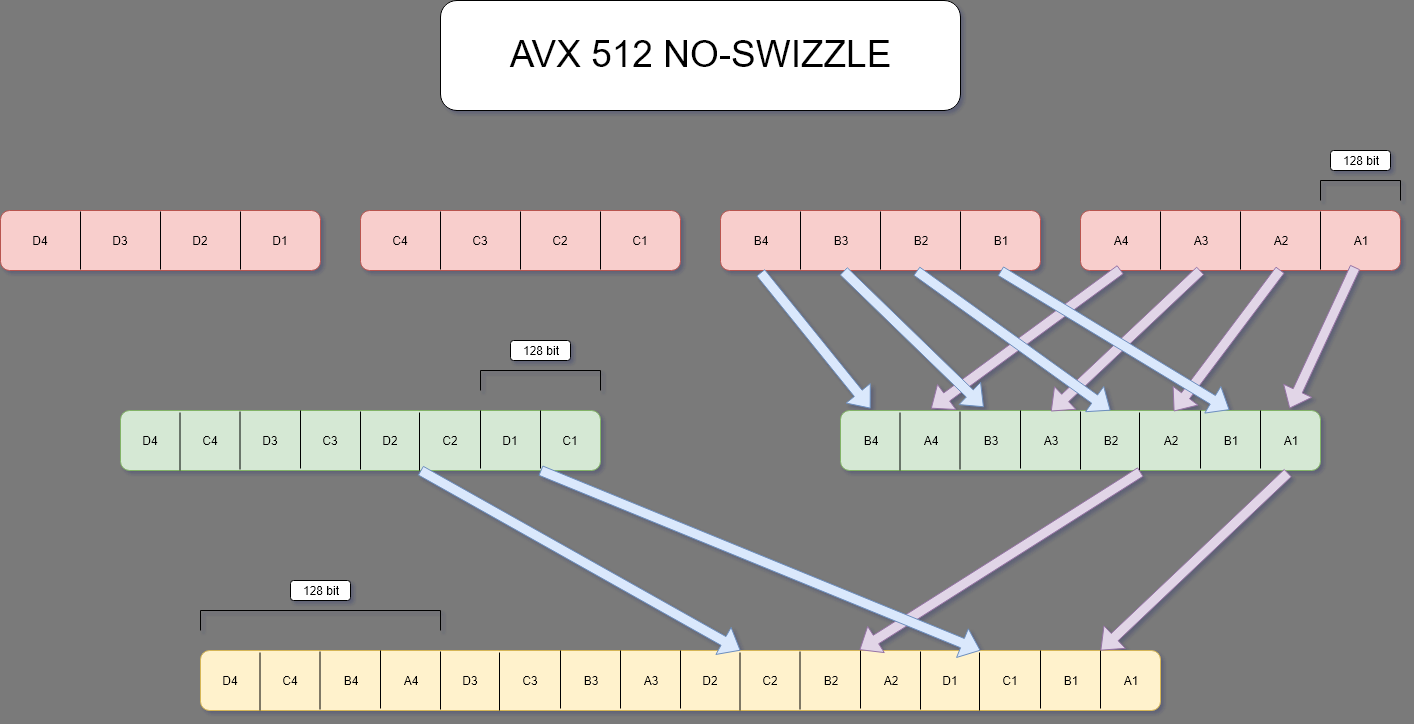 AVX 512 NO-SWIZZLE
128 bit
D4 D3 D2 D1 C4 C3 C2 C1 B4 B3 B2 B1 A4 A3 A2 A1
128 bit
D4 C4 D3 C3 D2 C2 D1 C1 B4 A4 B3 A3 B2 A2 B1 A1
128 bit
D4 C4 B4 A4 D3 C3 B3 A3 D2 C2 B2 A2 D1 C1 B1 A1